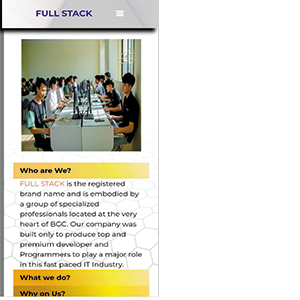 FULL STACK
Who are We?
FULL STACK is the registered
brand name and is embodied by
a group of specialized
professionals located at the very
heart of BGC. Our company was
built only to produce top and
premium developer and
Programmers to play a major role
in this fast paced IT Industry.
What we do?
Why on Us?